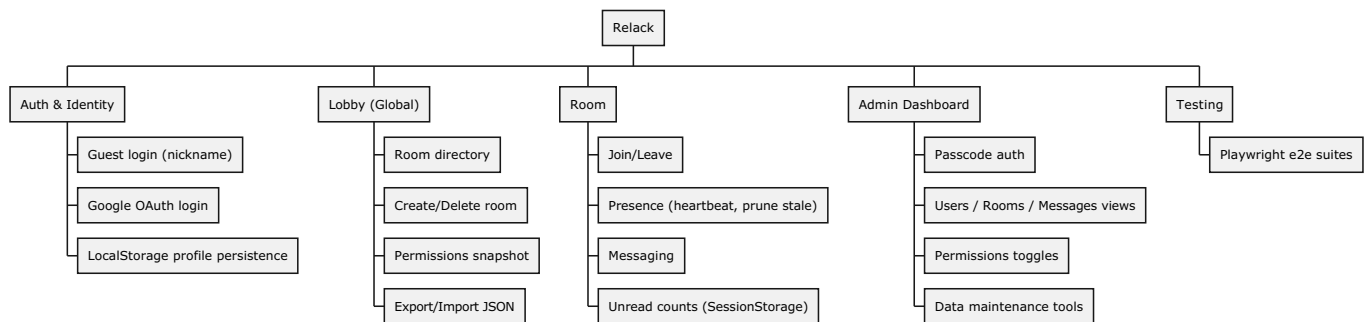 Relack
Auth & Identity
Guest login (nickname)
Google OAuth login
LocalStorage profile persistence
Lobby (Global)
Room directory
Create/Delete room
Permissions snapshot
Export/Import JSON
Room
Join/Leave
Presence (heartbeat, prune stale)
Messaging
Unread counts (SessionStorage)
Admin Dashboard
Passcode auth
Users / Rooms / Messages views
Permissions toggles
Data maintenance tools
Testing
Playwright e2e suites